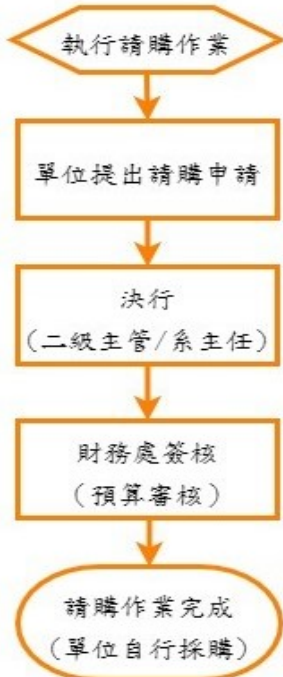 執行請購作業
單位提出請購申請
決行
(二級主管/系主任)
財務處簽核
(預算審核)
請購作業完成
(單位自行採購)